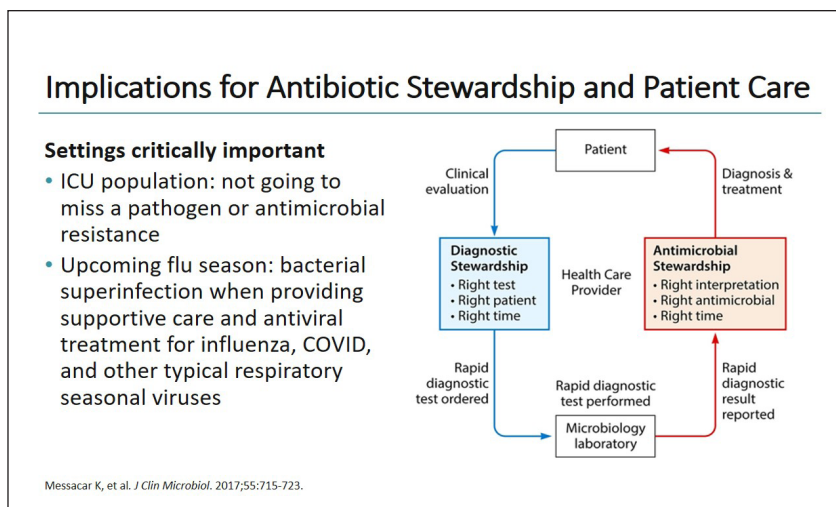 Implications for Antibiotic Stewardship and Patient Care
Settings critically important
• ICU population: not going to
miss a pathogen or antimicrobial
resistance
• Upcoming flu season: bacterial
superinfection when providing
supportive care and antiviral
treatment for influenza, COVID,
and other typical respiratory
seasonal viruses
Patient
Clinical
evaluation
Diagnosis &
treatment
Diagnostic
Stewardship
• Right test
• Right patient
• Right time
Health Care
Provider
Antimicrobial
Stewardship
• Right interpretation
• Right antimicrobial
• Right time
Rapid
diagnostic
test ordered
Rapid diagnostic
test performed
Microbiology
laboratory
Rapid
diagnostic
result
reported
Messacar K, et al. J Clin Microbiol. 2017;55:715-723.